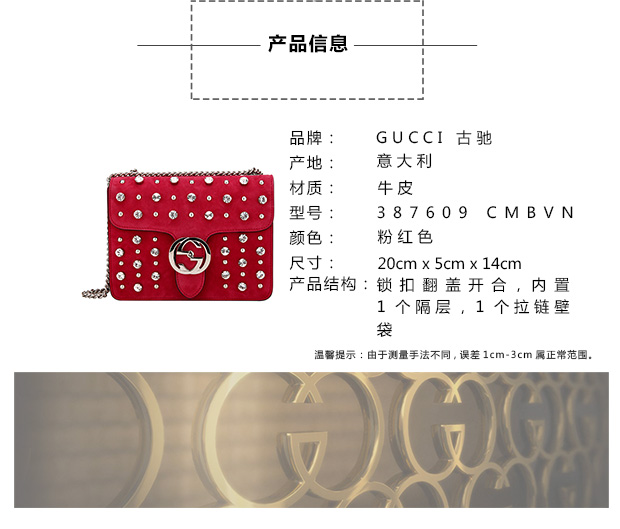 产品信息
品牌： GUCCI 古驰
产地： 意大利
材质： 牛皮
型号： 387609 CMBVN
颜色： 粉红色
尺寸： 20cm x 5cm x 14cm
产品结构：锁扣翻盖开合，内置
1个隔层，1个拉链壁
袋
温馨提示：由于测量手法不同，误差1cm-3cm属正常范围。